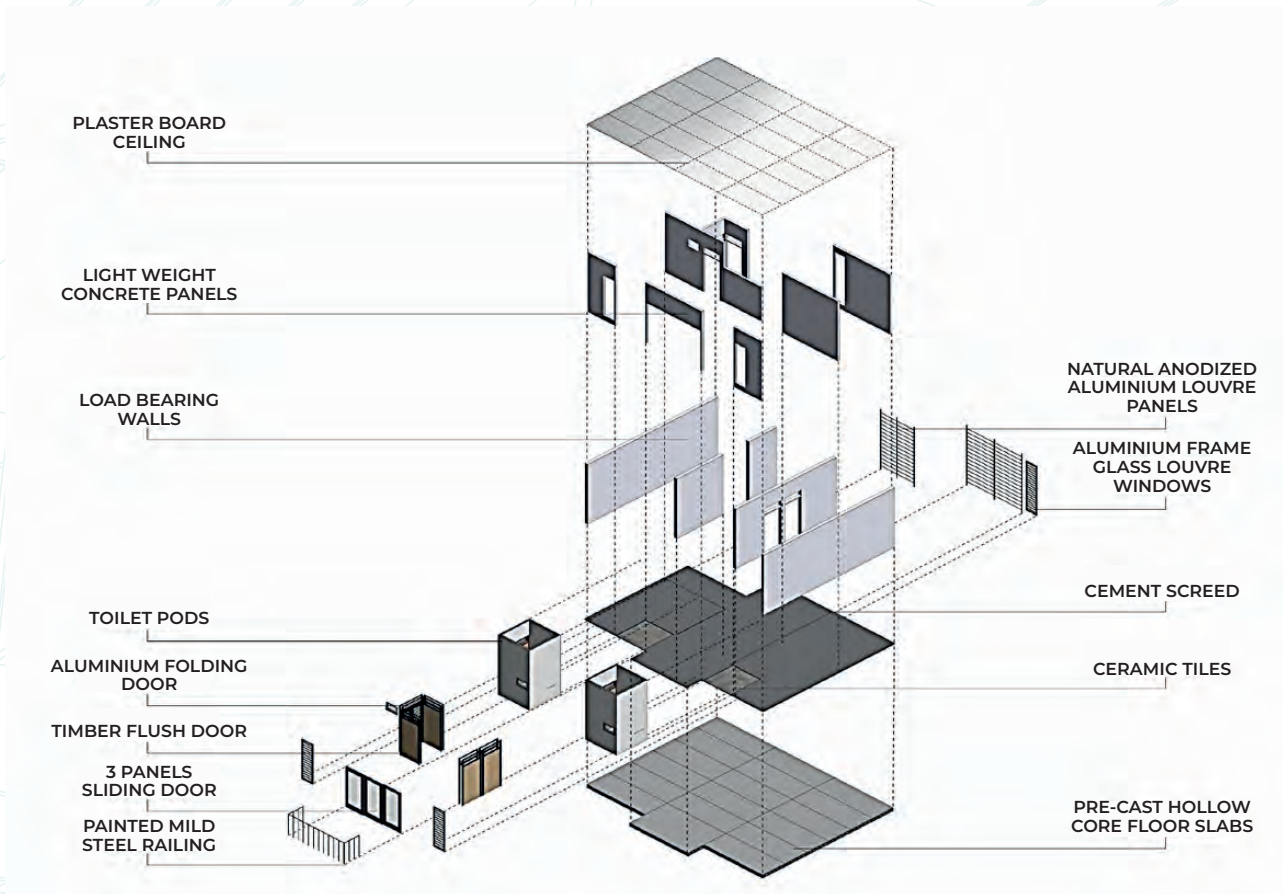 PLASTER BOARD
CEILING
LIGHT WEIGHT
CONCRETE PANELS
LOAD BEARING
WALLS
TOILET PODS
ALUMINIUM FOLDING
DOOR
TIMBER FLUSH DOOR
3 PANELS
SLIDING DOOR
PAINTED MILD
STEEL RAILING
NATURAL ANODIZED
ALUMINIUM LOUVRE
PANELS
ALUMINIUM FRAME
GLASS LOUVRE
WINDOWS
CEMENT SCREED
CERAMIC TILES
PRE-CAST HOLLOW
CORE FLOOR SLABS